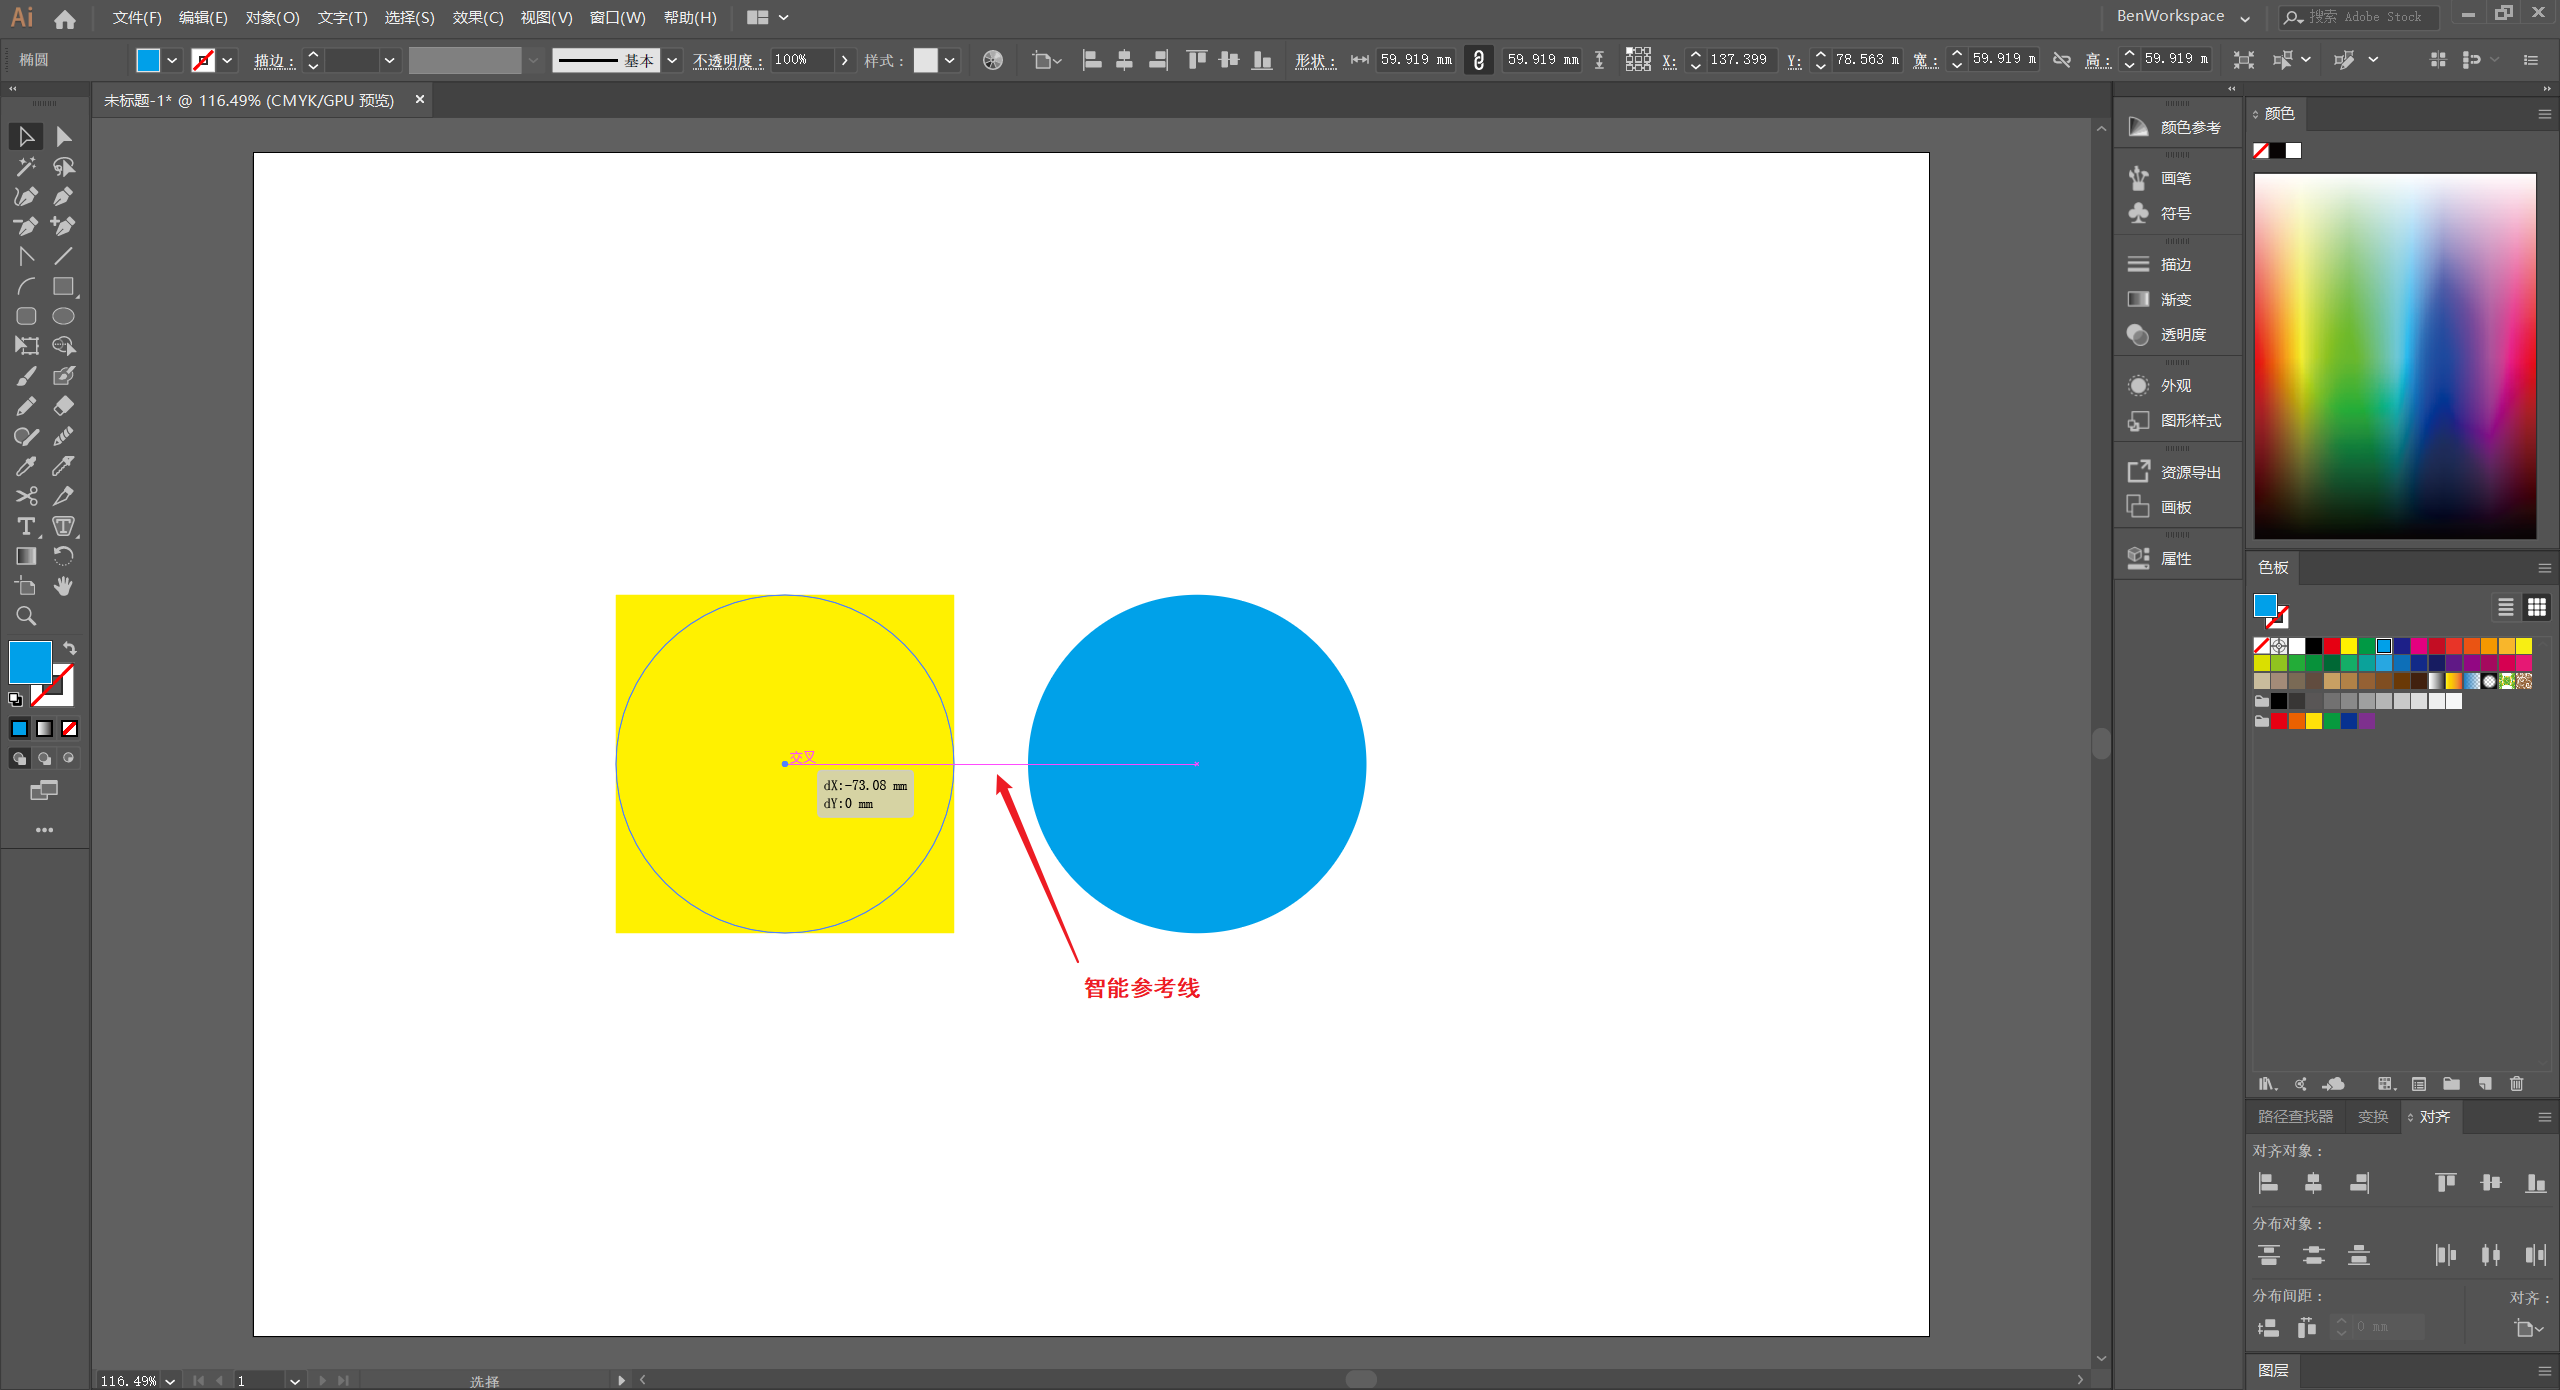 Ai 文件(F) 编辑(E) 对象(O) 文字(T) 选择(S) 效果(C) 视图(V) 窗口(W) 帮助(H) BenWorkspace 搜索 Adobe Stock
椭圆 描边: 基本 不透明度: 100% 样式: 形状: 59.919 mm 59.919 mm X: 137.399 Y: 78.563 m 宽: 59.919 m 高: 59.919 m
未标题-1* @ 116.49% (CMYK/GPU 预览) ×
颜色参考
画笔
符号
描边
渐变
透明度
外观
图形样式
资源导出
画板
属性
颜色
色板
交叉
dX:-73.08 mm
dY:0 mm
智能参考线
路径查找器 变换 对齐
对齐对象:
分布对象:
分布间距: 对齐:
0 mm
图层
116.49% 1 选择